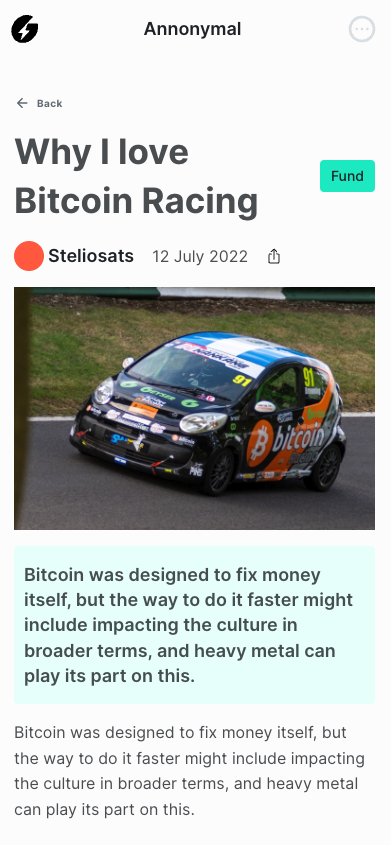 Annonymal
Back
Why I love
Bitcoin Racing
Fund
Steliosats 12 July 2022
NANKANG
91
91
bitcoin
Bitcoin was designed to fix money
itself, but the way to do it faster might
include impacting the culture in
broader terms, and heavy metal can
play its part on this.
Bitcoin was designed to fix money itself, but
the way to do it faster might include impacting
the culture in broader terms, and heavy metal
can play its part on this.